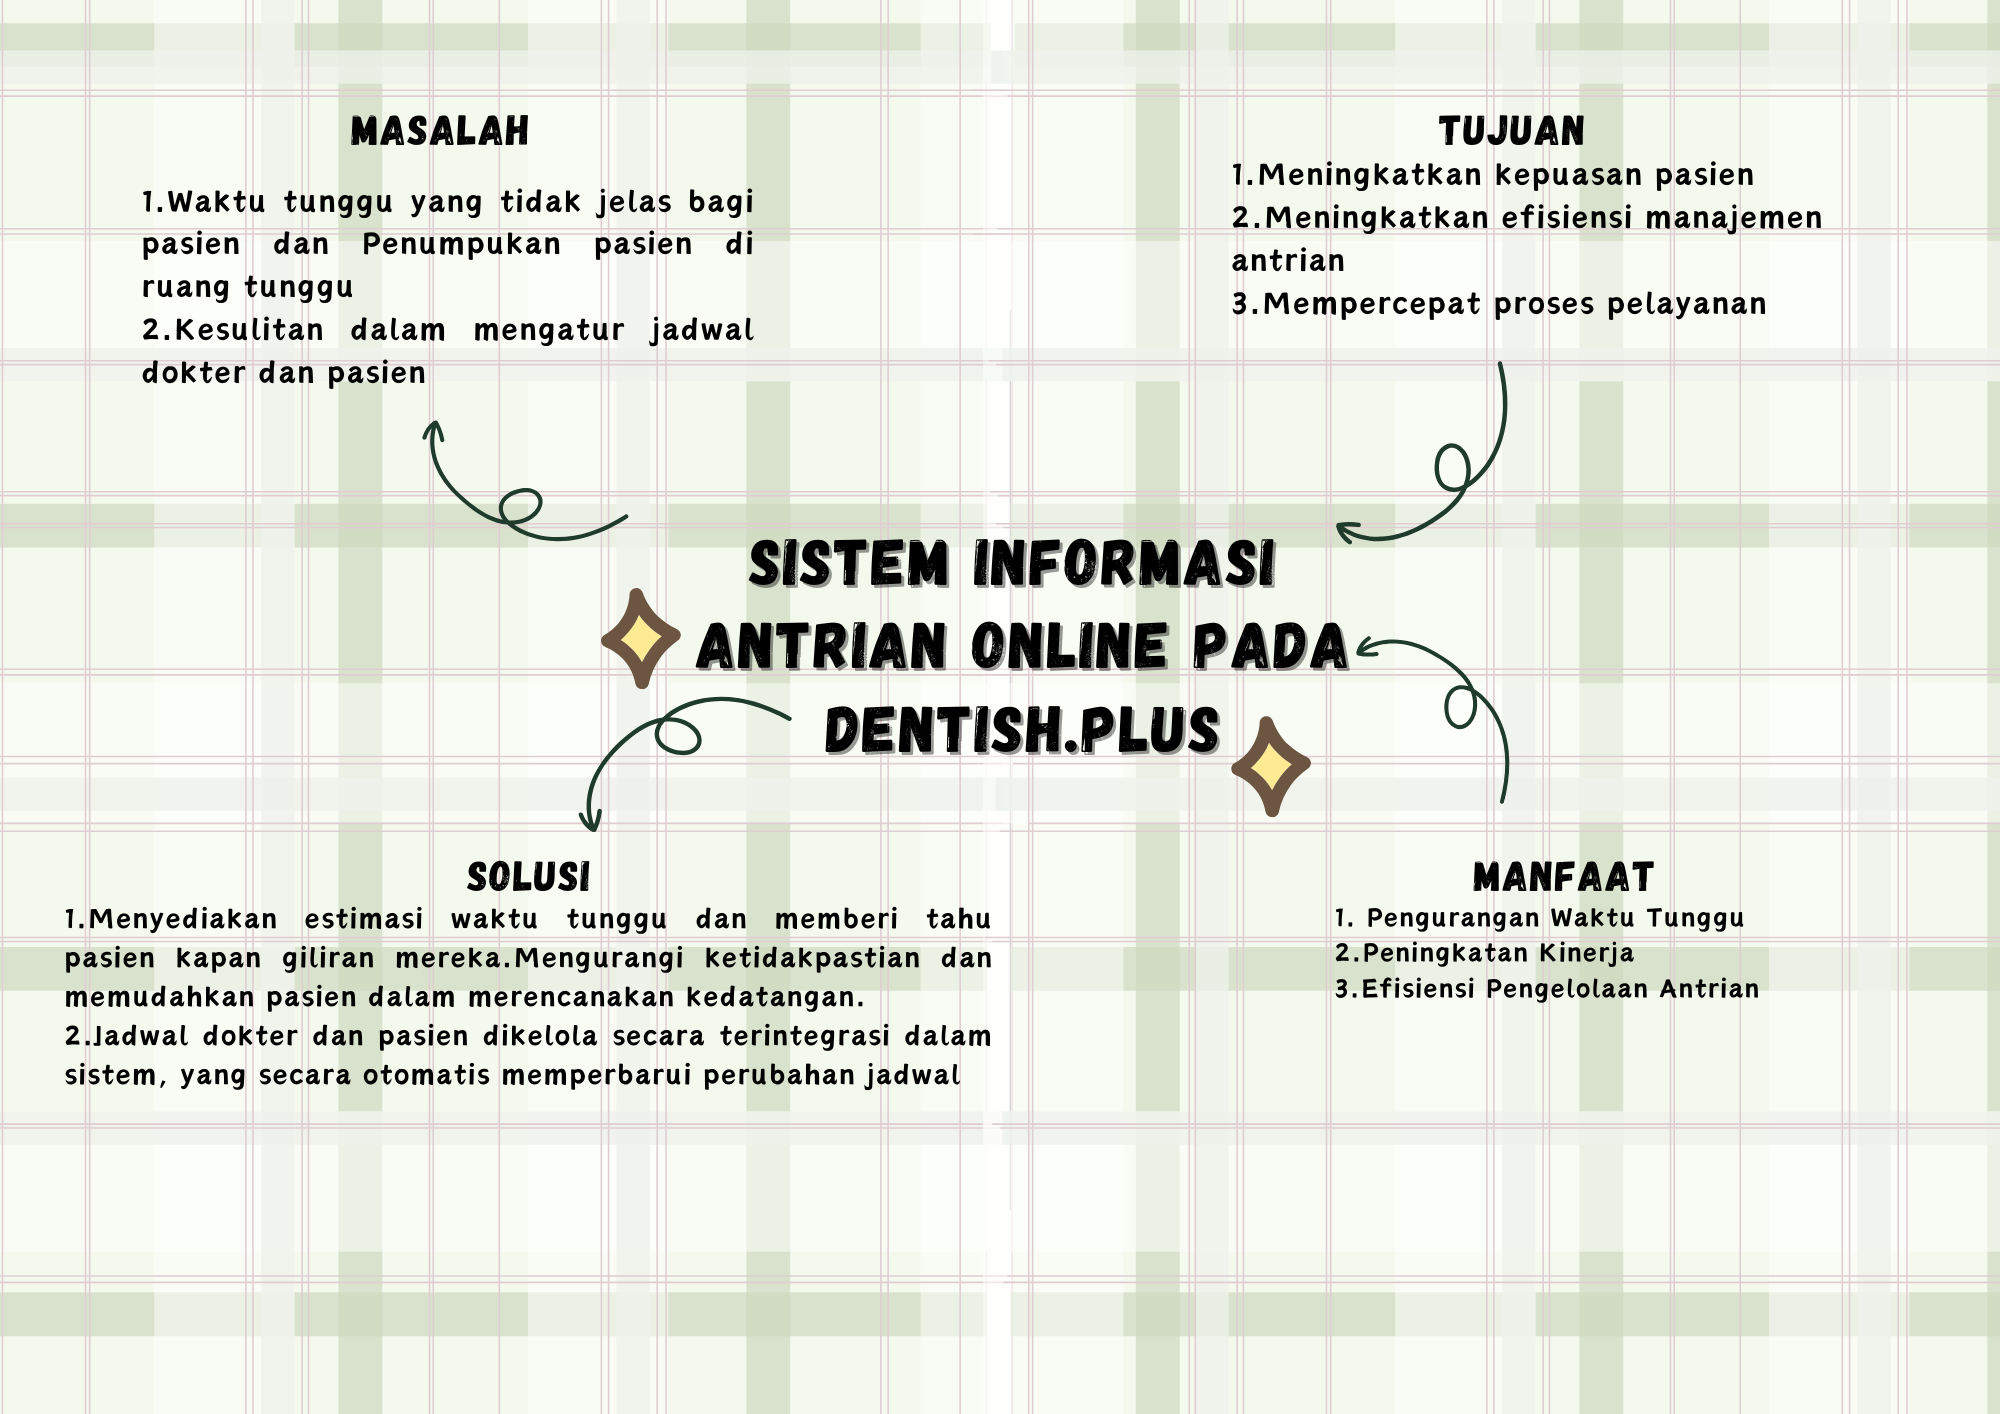 MASALAH
1.Waktu tunggu yang tidak jelas bagi
pasien dan Penumpukan pasien di
ruang tunggu
2.Kesulitan dalam mengatur jadwal
dokter dan pasien
TUJUAN
1.Meningkatkan kepuasan pasien
2.Meningkatkan efisiensi manajemen
antrian
3.Mempercepat proses pelayanan
SISTEM INFORMASI
ANTRIAN ONLINE PADA
DENTISH.PLUS
SOLUSI
1.Menyediakan estimasi waktu tunggu dan memberi tahu
pasien kapan giliran mereka.Mengurangi ketidakpastian dan
memudahkan pasien dalam merencanakan kedatangan.
2.Jadwal dokter dan pasien dikelola secara terintegrasi dalam
sistem, yang secara otomatis memperbarui perubahan jadwal
MANFAAT
1. Pengurangan Waktu Tunggu
2.Peningkatan Kinerja
3.Efisiensi Pengelolaan Antrian